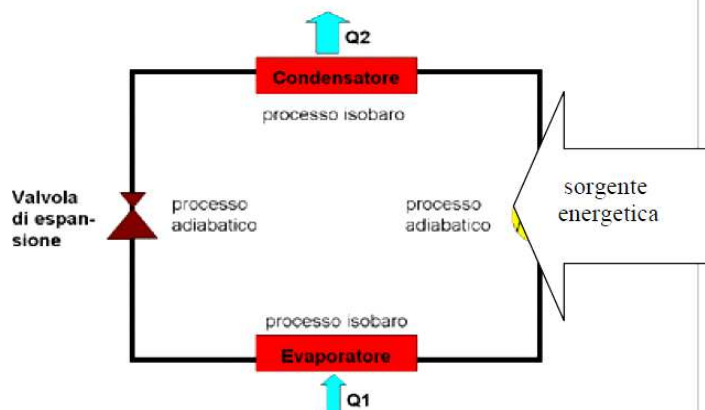 Q2
Condensatore
processo isobaro
Valvola
di espan-
sione
processo
adiabatico
processo
adiabatico
sorgente
energetica
processo isobaro
Evaporatore
Q1